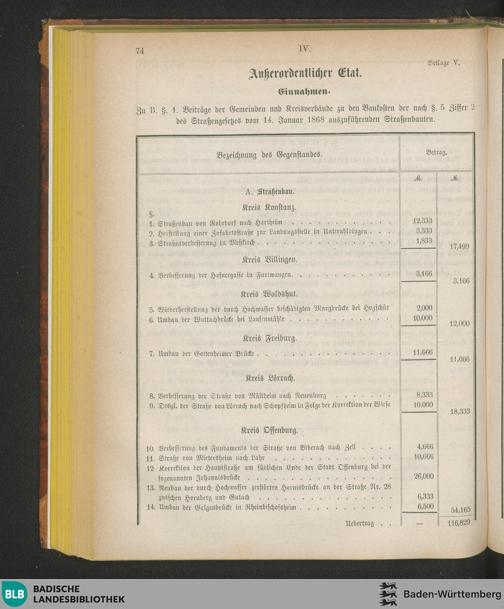 74
IV.
Beilage V.
Außerordentlicher Etat.
Einnahmen.
Zu B. §. 1. Beiträge der Gemeinden und Kreisverbände zu den Baukosten der nach §. 5 Ziffer 2
des Straßengesetzes vom 14. Januar 1868 auszuführenden Straßenbauten.
Bezeichnung des Gegenstandes. Betrag.
M. M.
A. Straßenbau.
Kreis Konstanz.
§.
1. Straßenbau von Rohrdorf nach Hartheim . . . 12,333
2. Herstellung einer Zufahrtstraße zur Landungsstelle in Unteruhldingen . . . 3,333
3. Straßenverbesserung in Meßkirch . . . 1,833
17,499
Kreis Villingen.
4. Verbesserung der Hafnergasse in Furtwangen . . . 3,166
3,166
Kreis Waldshut.
5. Wiederherstellung der durch Hochwasser beschädigten Murgbrücke bei Hogschür 2,000
6. Umbau der Wallbachbrücke bei Laufenmühle . . . 10,000
12,000
Kreis Freiburg.
7. Umbau der Gottenheimer Brücke . . . 11,666
11,666
Kreis Lörrach.
8. Verbesserung der Straße von Müllheim nach Neuenburg . . . 8,333
9. Desgl. der Straße von Lörrach nach Schopfheim in Folge der Korrektion der Wiese 10,000
18,333
Kreis Offenburg.
10 Verbesserung des Fundaments der Straße von Biberach nach Zell . . . 4,666
11. Straße von Mietersheim nach Lahr . . . 10,666
12 Korrektion der Hauptstraße am südlichen Ende der Stadt Offenburg bei der
sogenannten Johannisbrücke . . . 26,000
13. Neubau der durch Hochwasser zerstörten Hornisbrücke an der Straße Nr. 28
zwischen Hornberg und Gutach . . . 6,333
14. Umbau der Galgenbrücke in Rheinbischofsheim . . . 6,500
54,165
Uebertrag . . — 116,829
BLB
BADISCHE
LANDESBIBLIOTHEK
Baden-Württemberg